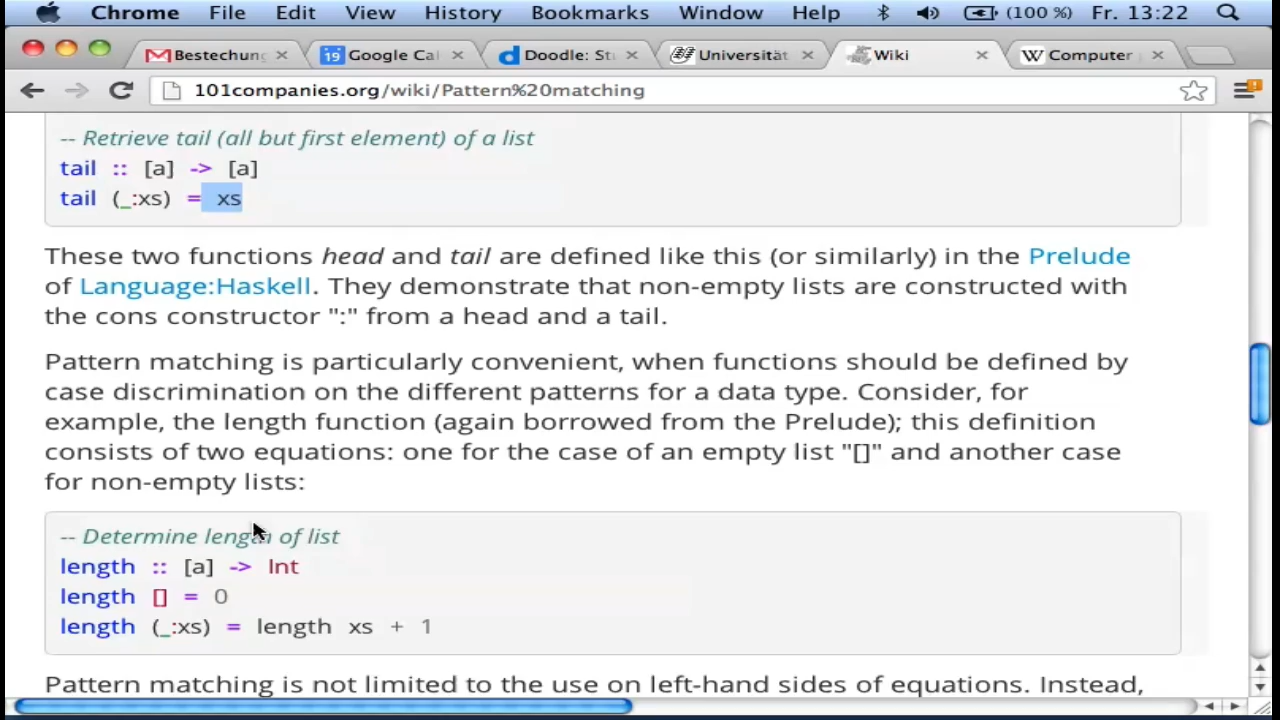 Chrome File Edit View History Bookmarks Window Help (100 %) Fr. 13:22
Bestechung Google Cal 19 Doodle: Stu Universität Wiki W Computer
101companies.org/wiki/Pattern%20matching
-- Retrieve tail (all but first element) of a list
tail :: [a] -> [a]
tail (_:xs) = xs
These two functions head and tail are defined like this (or similarly) in the Prelude
of Language:Haskell. They demonstrate that non-empty lists are constructed with
the cons constructor ":" from a head and a tail.
Pattern matching is particularly convenient, when functions should be defined by
case discrimination on the different patterns for a data type. Consider, for
example, the length function (again borrowed from the Prelude); this definition
consists of two equations: one for the case of an empty list "[]" and another case
for non-empty lists:
-- Determine length of list
length :: [a] -> Int
length [] = 0
length (_:xs) = length xs + 1
Pattern matching is not limited to the use on left-hand sides of equations. Instead,